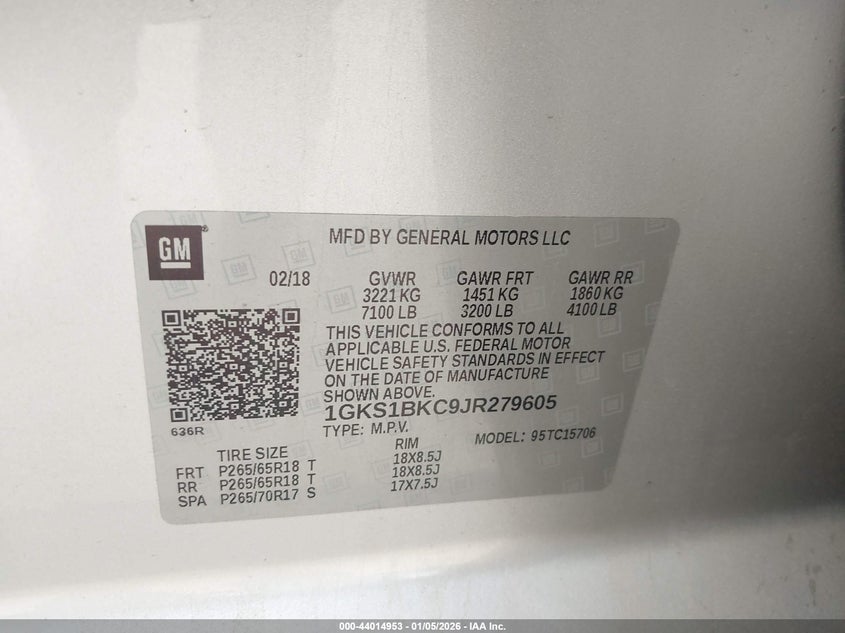 GM ®
MFD BY GENERAL MOTORS LLC
02/18 GVWR GAWR FRT GAWR RR
3221 KG 1451 KG 1860 KG
7100 LB 3200 LB 4100 LB
THIS VEHICLE CONFORMS TO ALL
APPLICABLE U.S. FEDERAL MOTOR
VEHICLE SAFETY STANDARDS IN EFFECT
ON THE DATE OF MANUFACTURE
SHOWN ABOVE.
1GKS1BKC9JR279605
636R
TYPE: M.P.V. MODEL: 95TC15706
TIRE SIZE RIM
FRT P265/65R18 T 18X8.5J
RR P265/65R18 T 18X8.5J
SPA P265/70R17 S 17X7.5J
000-44014953 - 01/05/2026 - IAA Inc.